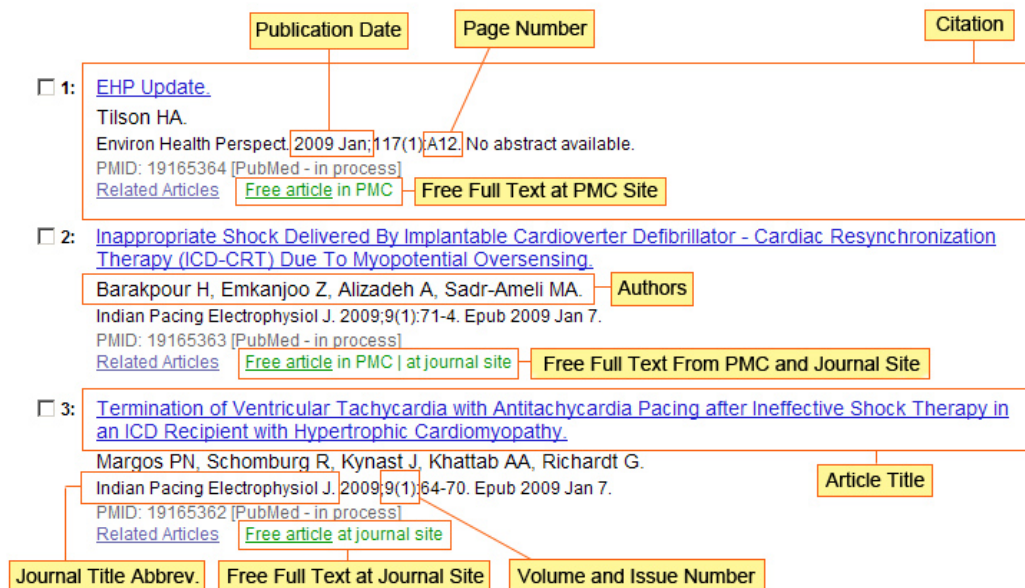 Publication Date
Page Number
Citation
1: EHP Update.
Tilson HA.
Environ Health Perspect. 2009 Jan;117(1):A12. No abstract available.
PMID: 19165364 [PubMed - in process]
Related Articles Free article in PMC Free Full Text at PMC Site
2: Inappropriate Shock Delivered By Implantable Cardioverter Defibrillator - Cardiac Resynchronization
Therapy (ICD-CRT) Due To Myopotential Oversensing.
Barakpour H, Emkanjoo Z, Alizadeh A, Sadr-Ameli MA. Authors
Indian Pacing Electrophysiol J. 2009;9(1):71-4. Epub 2009 Jan 7.
PMID: 19165363 [PubMed - in process]
Related Articles Free article in PMC | at journal site Free Full Text From PMC and Journal Site
3: Termination of Ventricular Tachycardia with Antitachycardia Pacing after Ineffective Shock Therapy in
an ICD Recipient with Hypertrophic Cardiomyopathy.
Margos PN, Schomburg R, Kynast J, Khattab AA, Richardt G.
Article Title
Indian Pacing Electrophysiol J. 2009;9(1):64-70. Epub 2009 Jan 7.
PMID: 19165362 [PubMed - in process]
Related Articles Free article at journal site
Journal Title Abbrev. Free Full Text at Journal Site Volume and Issue Number